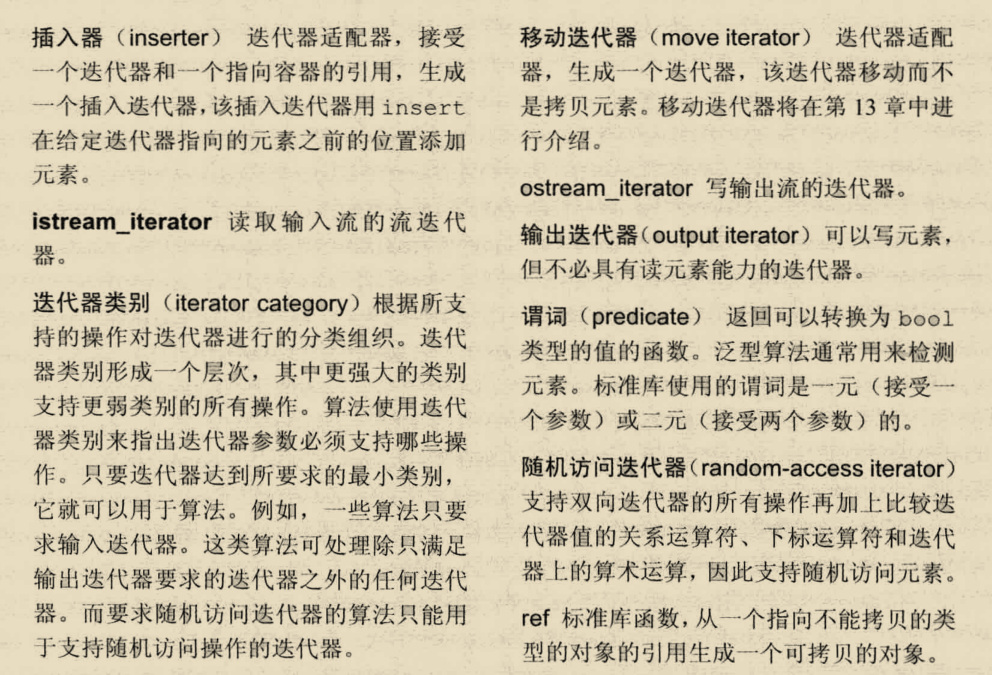 插入器（inserter） 迭代器适配器，接受
一个迭代器和一个指向容器的引用，生成
一个插入迭代器，该插入迭代器用 insert
在给定迭代器指向的元素之前的位置添加
元素。
istream_iterator 读取输入流的流迭代
器。
迭代器类别（iterator category）根据所支
持的操作对迭代器进行的分类组织。迭代
器类别形成一个层次，其中更强大的类别
支持更弱类别的所有操作。算法使用迭代
器类别来指出迭代器参数必须支持哪些操
作。只要迭代器达到所要求的最小类别，
它就可以用于算法。例如，一些算法只要
求输入迭代器。这类算法可处理除只满足
输出迭代器要求的迭代器之外的任何迭代
器。而要求随机访问迭代器的算法只能用
于支持随机访问操作的迭代器。
移动迭代器（move iterator） 迭代器适配
器，生成一个迭代器，该迭代器移动而不
是拷贝元素。移动迭代器将在第 13 章中进
行介绍。
ostream_iterator 写输出流的迭代器。
输出迭代器（output iterator）可以写元素，
但不必具有读元素能力的迭代器。
谓词（predicate） 返回可以转换为 bool
类型的值的函数。泛型算法通常用来检测
元素。标准库使用的谓词是一元（接受一
个参数）或二元（接受两个参数）的。
随机访问迭代器（random-access iterator）
支持双向迭代器的所有操作再加上比较迭
代器值的关系运算符、下标运算符和迭代
器上的算术运算，因此支持随机访问元素。
ref 标准库函数，从一个指向不能拷贝的类
型的对象的引用生成一个可拷贝的对象。